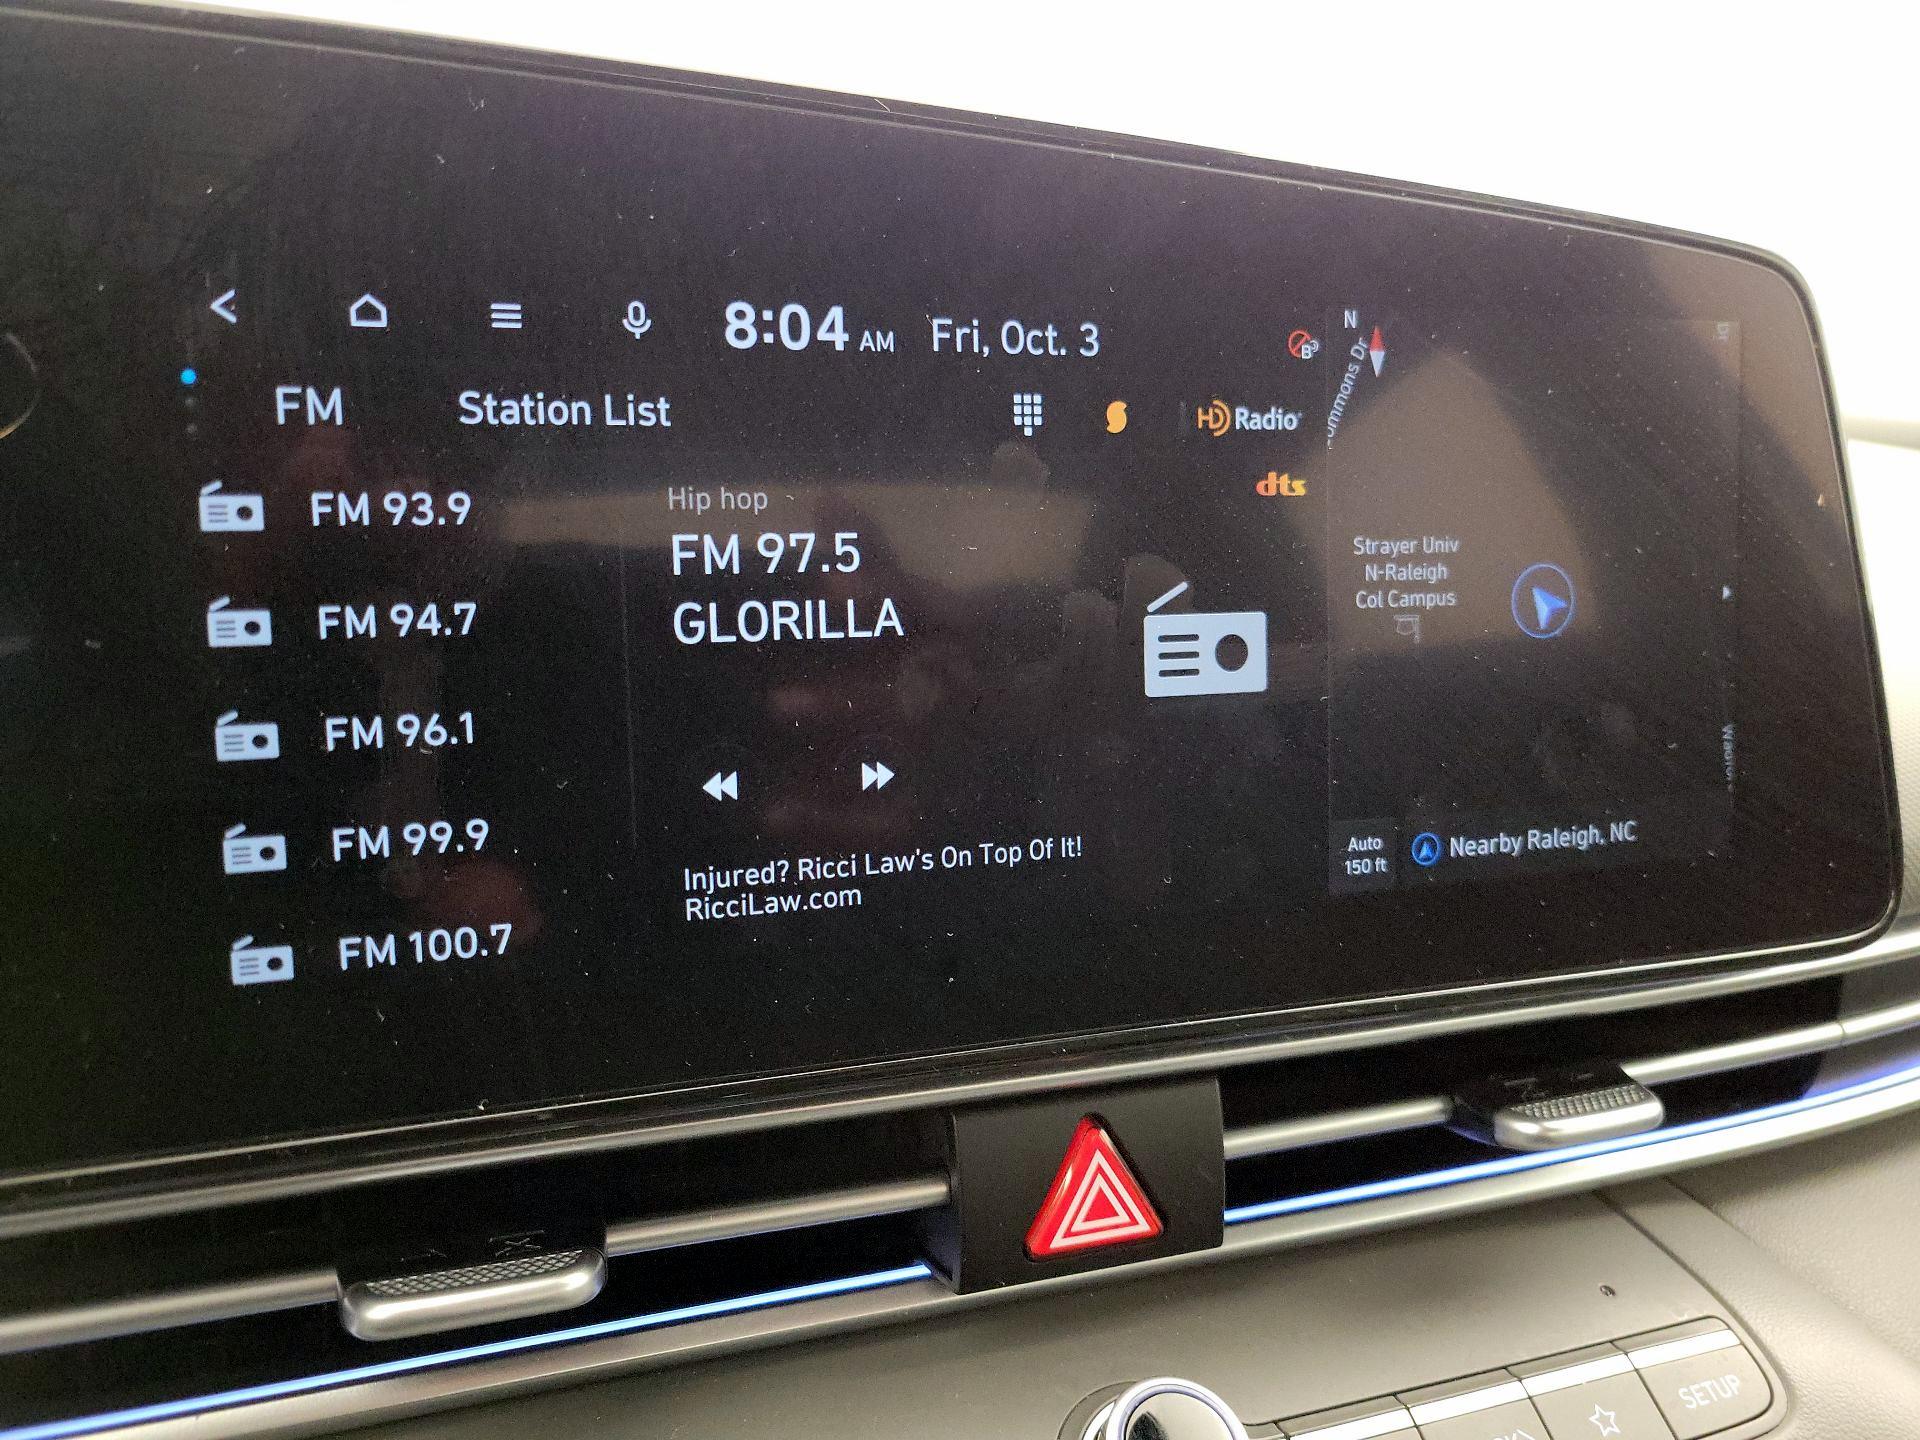 8:04 AM Fri, Oct. 3
N
FM Station List
HD Radio
dts
FM 93.9
FM 94.7
FM 96.1
FM 99.9
FM 100.7
Hip hop
FM 97.5
GLORILLA
Injured? Ricci Law's On Top Of It!
RicciLaw.com
Strayer Univ
N-Raleigh
Col Campus
Auto
150 ft
Nearby Raleigh, NC
SETUP